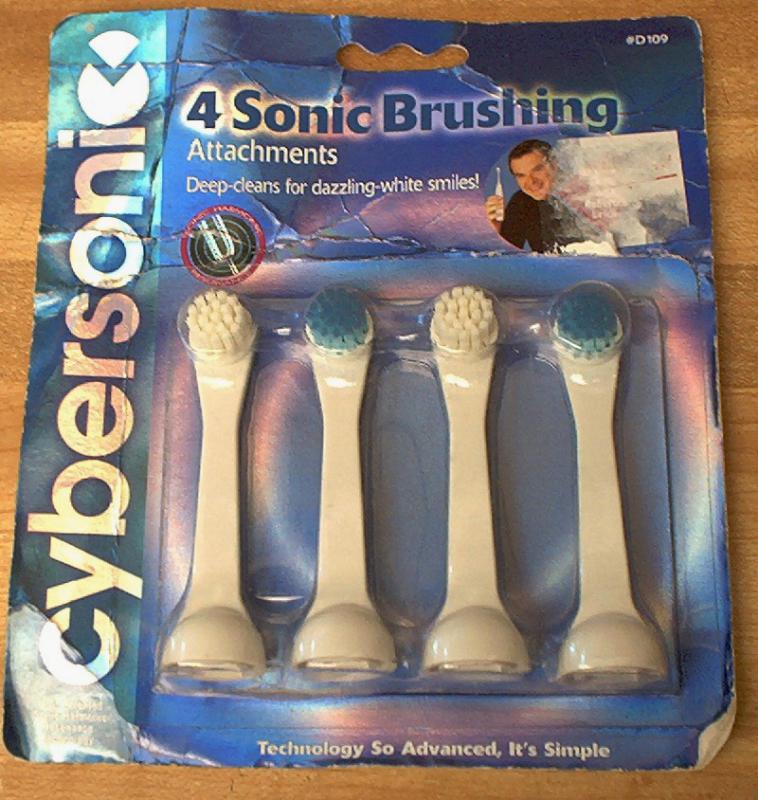 #D109
4 Sonic Brushing
Attachments
Deep-cleans for dazzling-white smiles!
cybersonic
Technology So Advanced, It's Simple